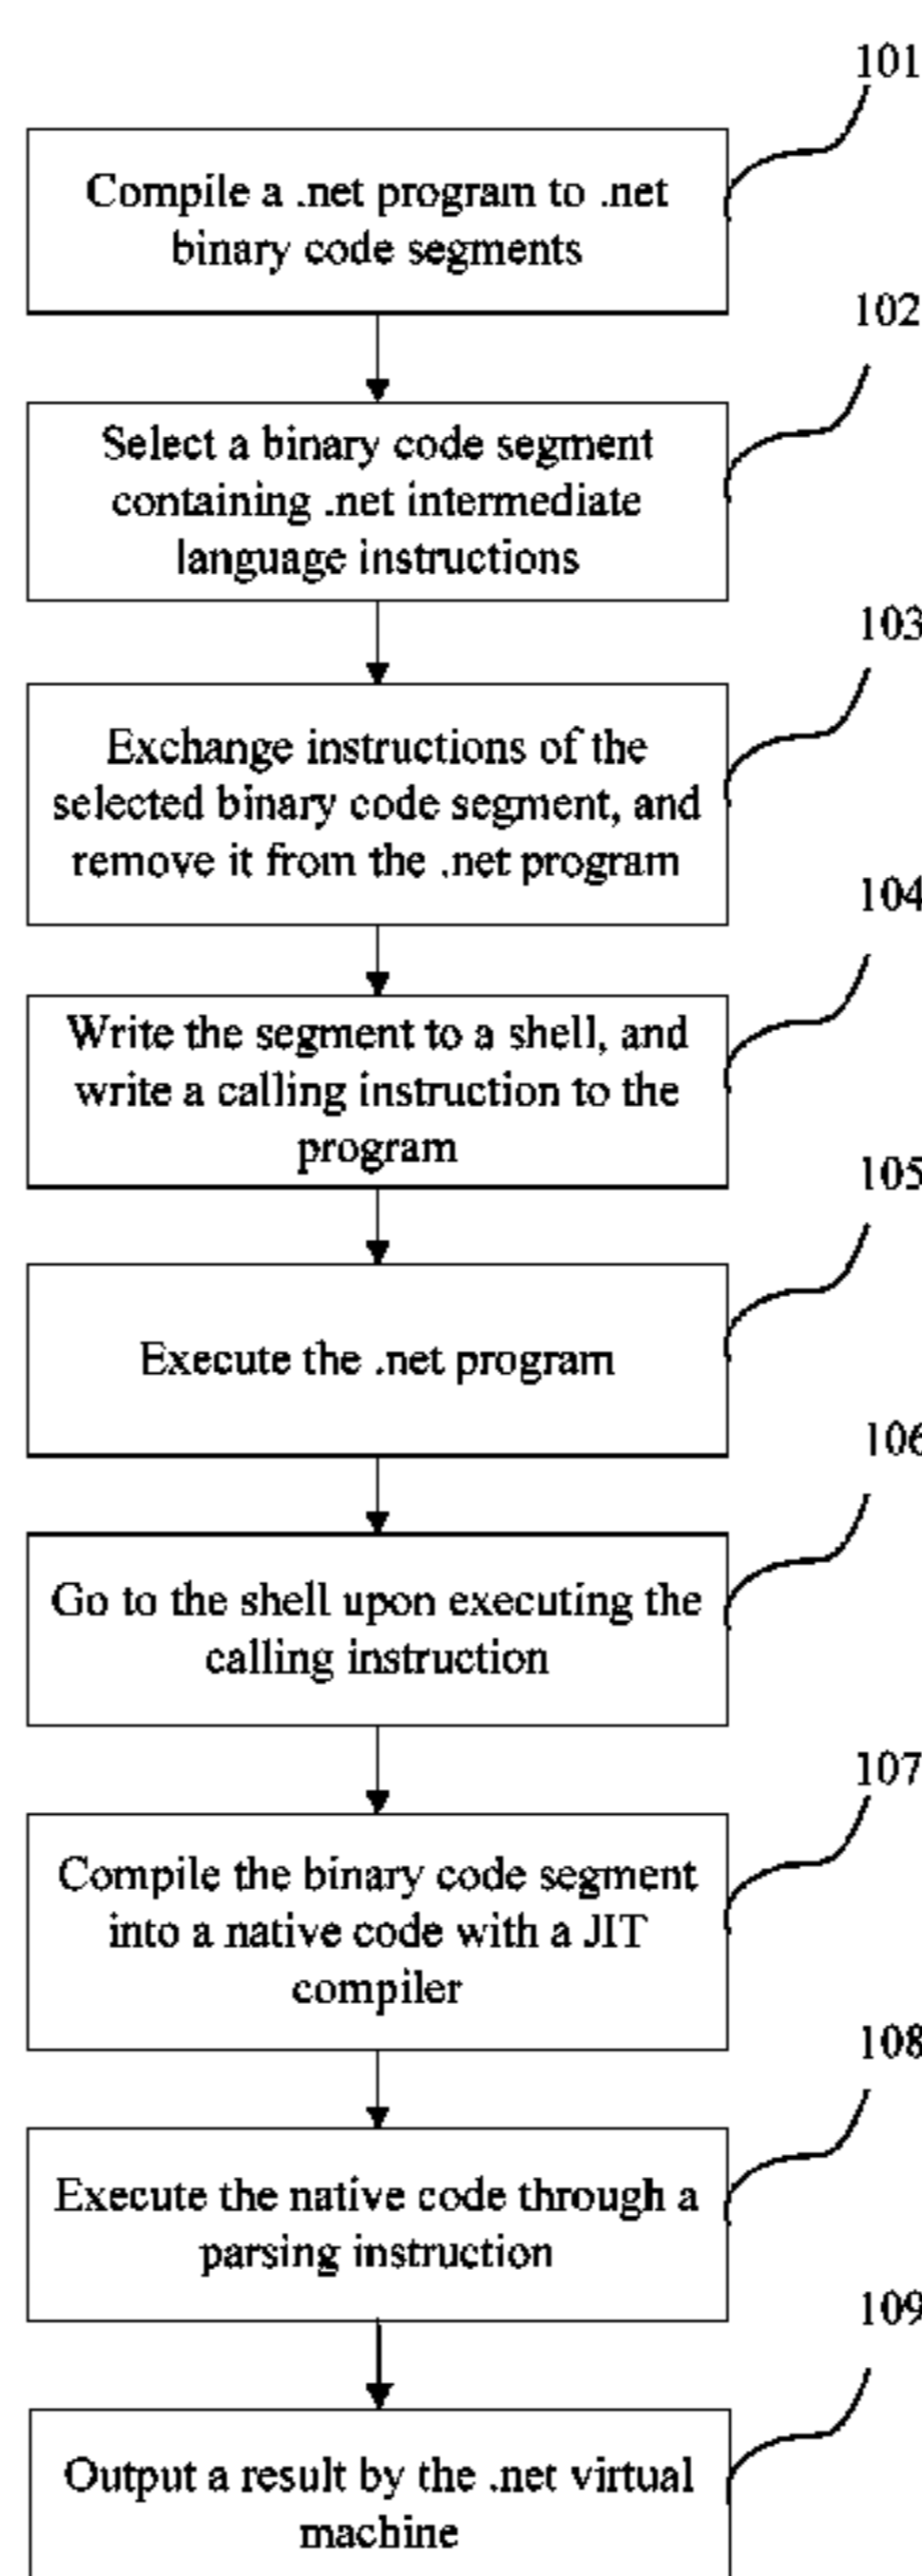 101
Compile a .net program to .net
binary code segments
102
Select a binary code segment
containing .net intermediate
language instructions
103
Exchange instructions of the
selected binary code segment, and
remove it from the .net program
104
Write the segment to a shell, and
write a calling instruction to the
program
105
Execute the .net program
106
Go to the shell upon executing the
calling instruction
107
Compile the binary code segment
into a native code with a JIT
compiler
108
Execute the native code through a
parsing instruction
109
Output a result by the .net virtual
machine